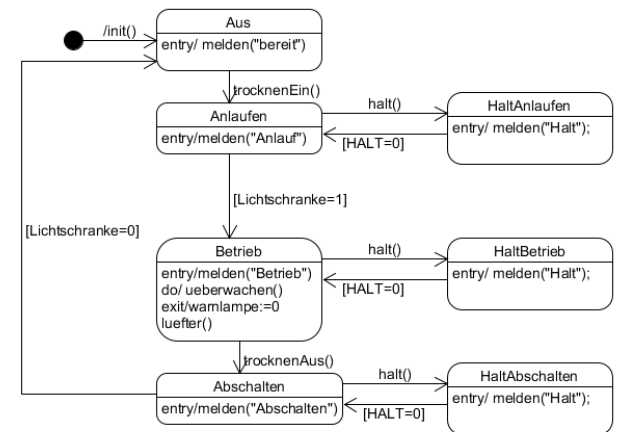 Aus
/init()
entry/ melden("bereit")
trocknenEin()
Anlaufen
entry/melden("Anlauf")
halt()
[HALT=0]
HaltAnlaufen
entry/ melden("Halt");
[Lichtschranke=1]
[Lichtschranke=0]
Betrieb
entry/melden("Betrieb")
do/ ueberwachen()
exit/warnlampe:=0
luefter()
halt()
[HALT=0]
HaltBetrieb
entry/ melden("Halt");
trocknenAus()
Abschalten
entry/melden("Abschalten")
halt()
[HALT=0]
HaltAbschalten
entry/ melden("Halt");